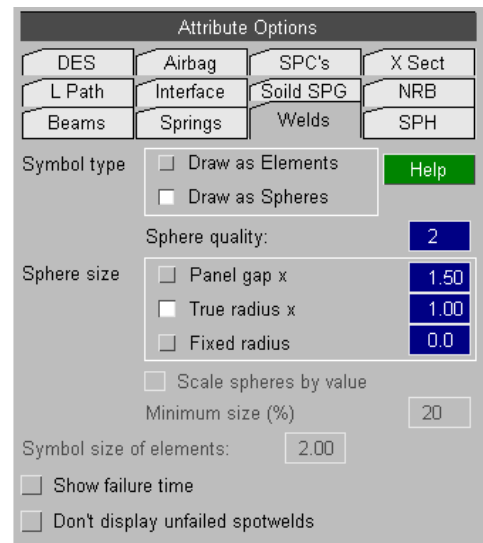 Attribute Options
DES Airbag SPC's X Sect
L Path Interface Soild SPG NRB
Beams Springs Welds SPH
Symbol type Draw as Elements Help
Draw as Spheres
Sphere quality: 2
Sphere size Panel gap x 1.50
True radius x 1.00
Fixed radius 0.0
Scale spheres by value
Minimum size (%) 20
Symbol size of elements: 2.00
Show failure time
Don't display unfailed spotwelds